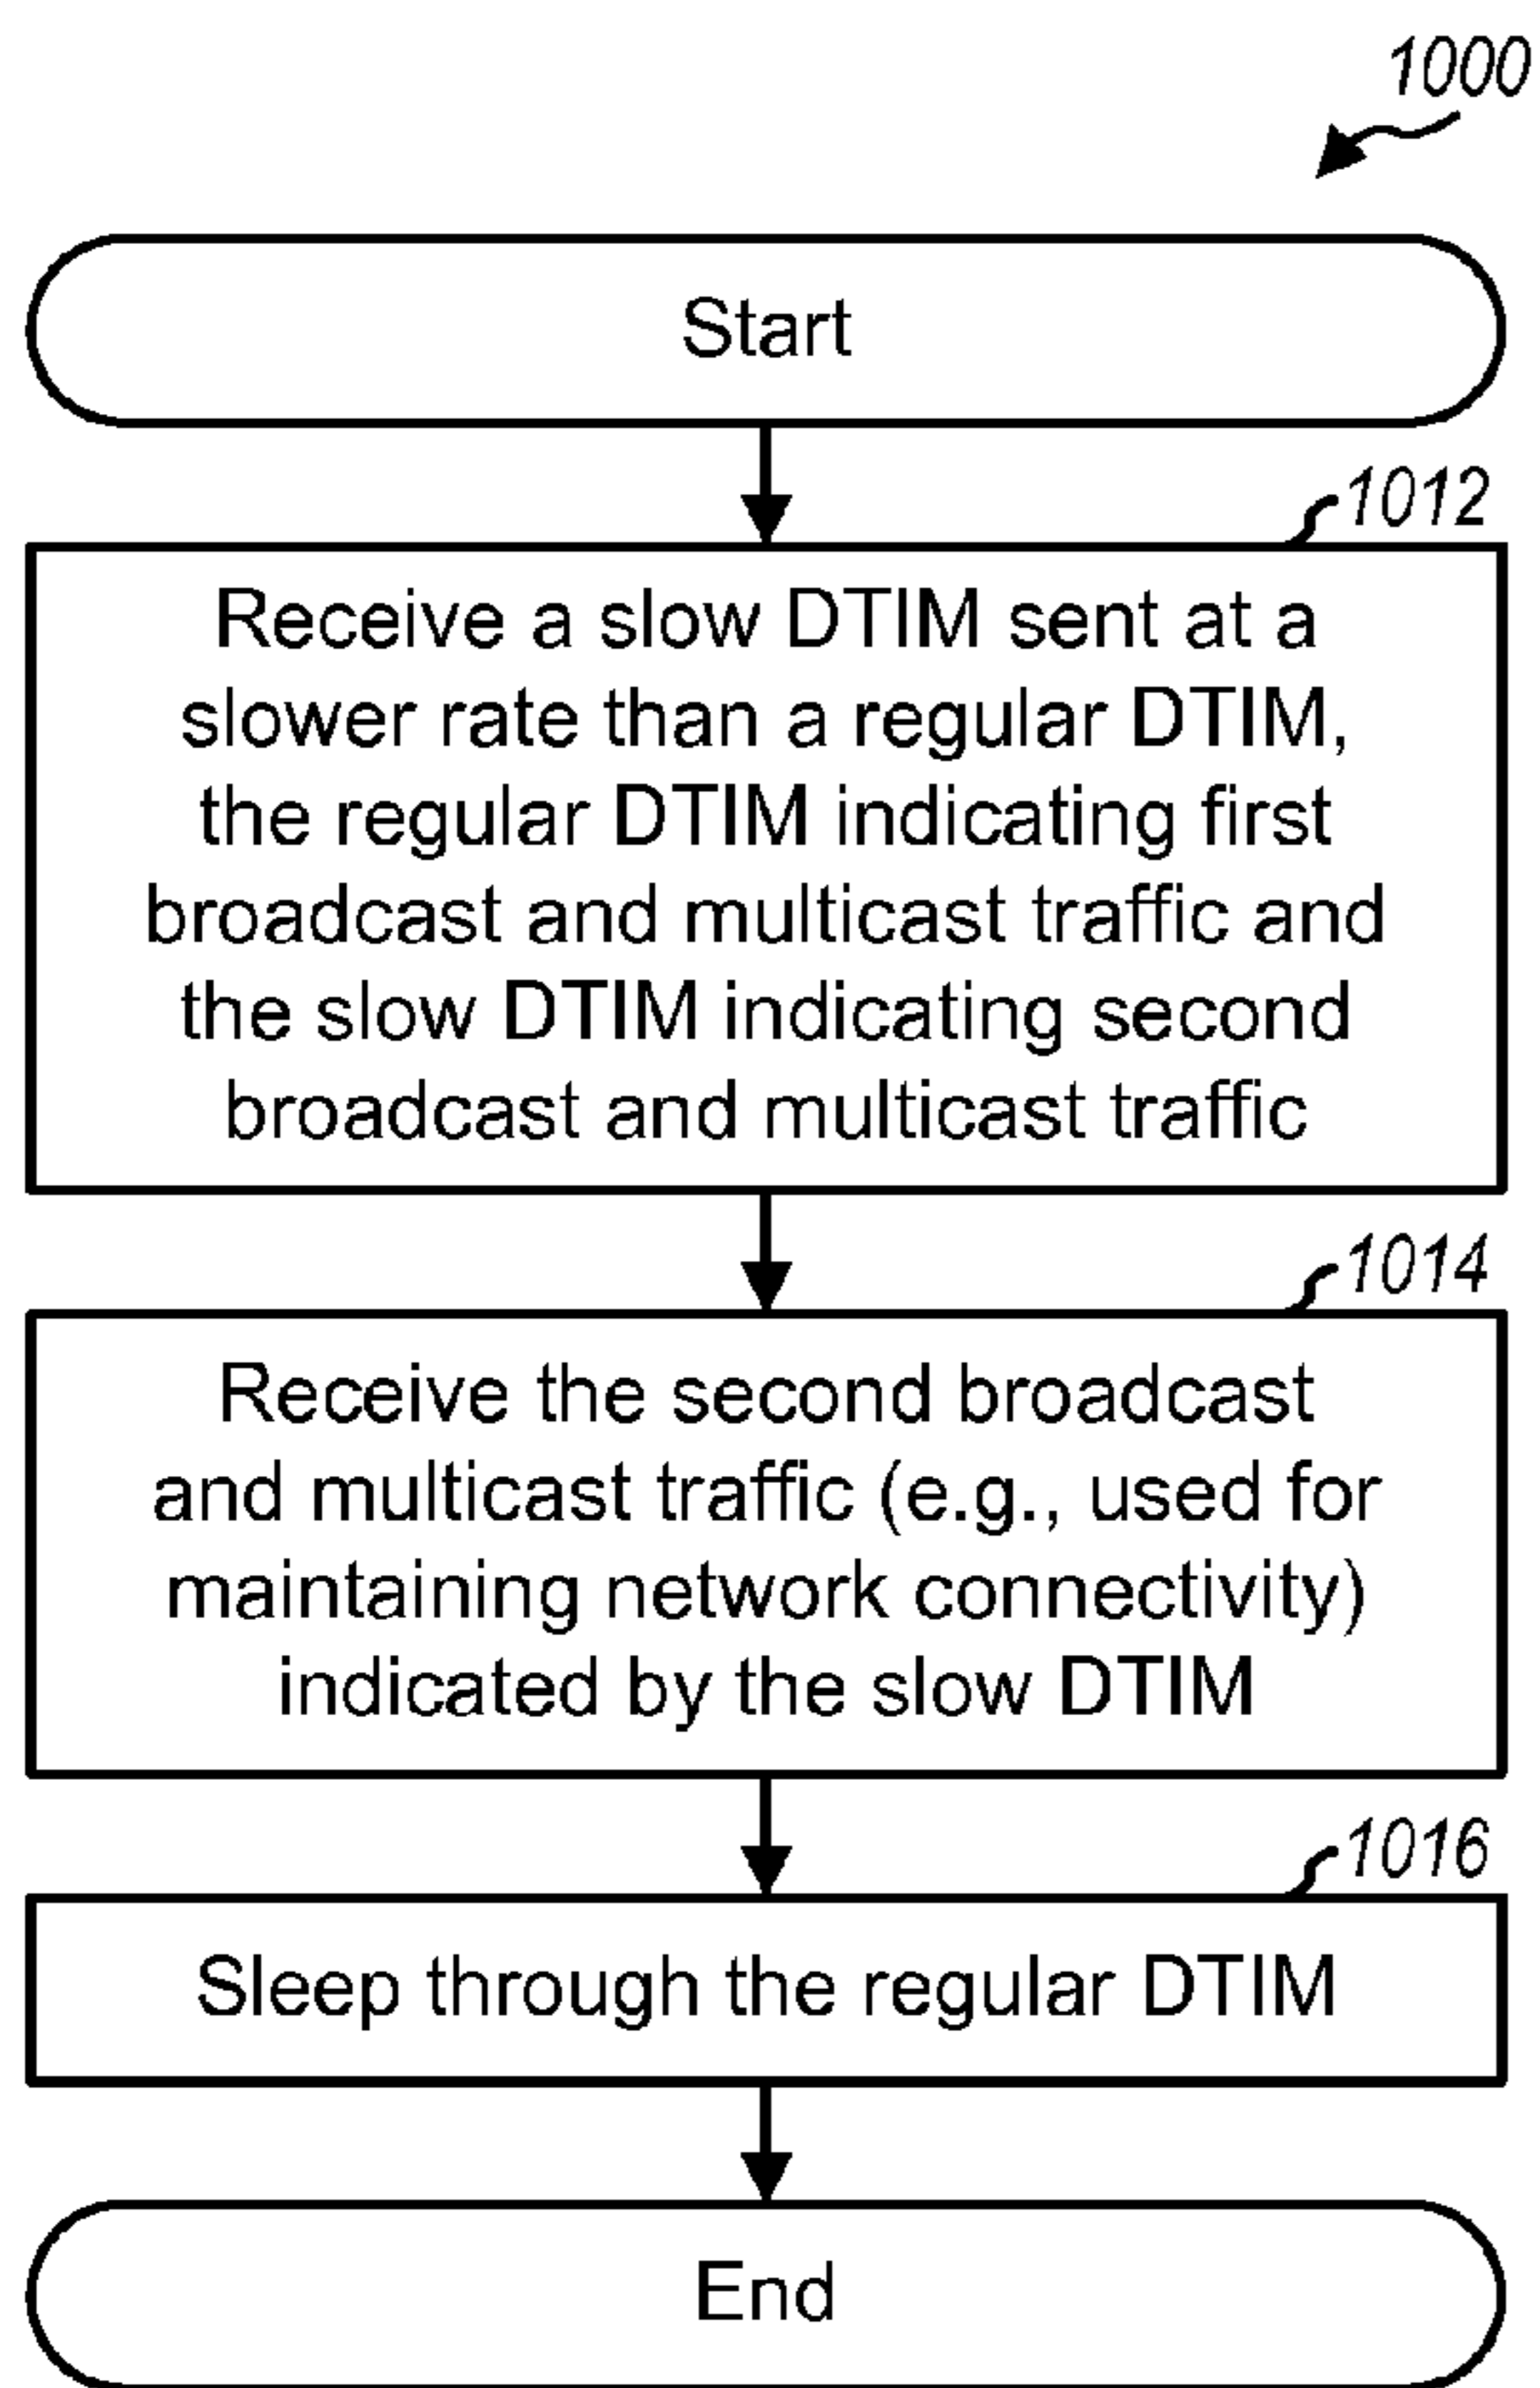 1000
Start
1012
Receive a slow DTIM sent at a
slower rate than a regular DTIM,
the regular DTIM indicating first
broadcast and multicast traffic and
the slow DTIM indicating second
broadcast and multicast traffic
1014
Receive the second broadcast
and multicast traffic (e.g., used for
maintaining network connectivity)
indicated by the slow DTIM
1016
Sleep through the regular DTIM
End